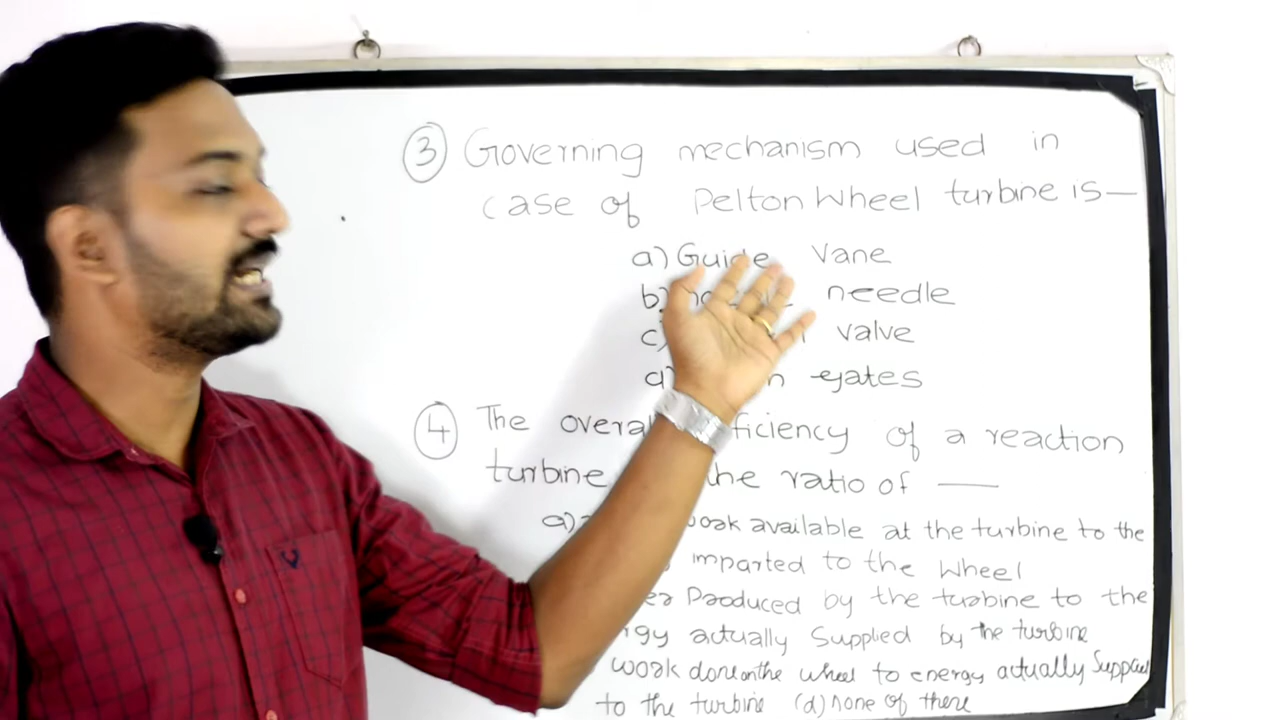 ③ Governing mechanism used in
case of Pelton Wheel turbine is—
a) Guide Vane
b) needle
c) valve
gates
④ The overall efficiency of a reaction
turbine the ratio of —
a) work available at the turbine to the
imparted to the wheel
Produced by the turbine to the
actually Supplied by the turbine
work done on the wheel to energy actually
to the turbine (d) none of there